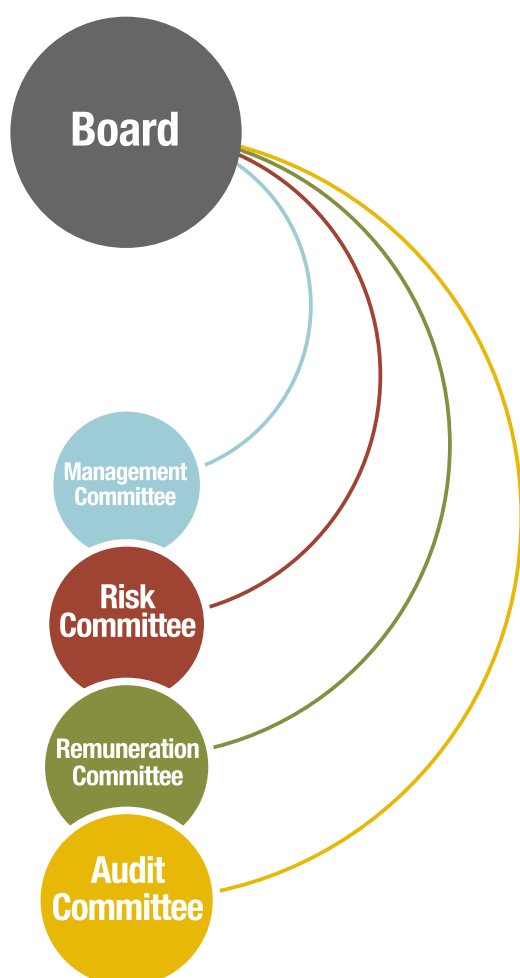 Board
Management
Committee
Risk
Committee
Remuneration
Committee
Audit
Committee